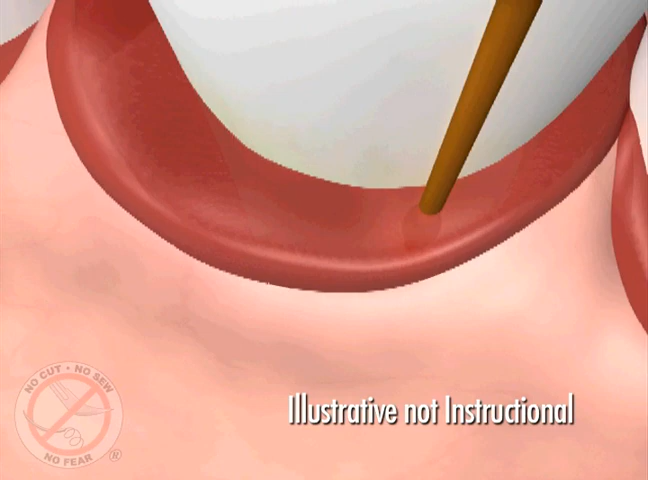 Illustrative not Instructional
NO CUT • NO SEW
NO FEAR
®